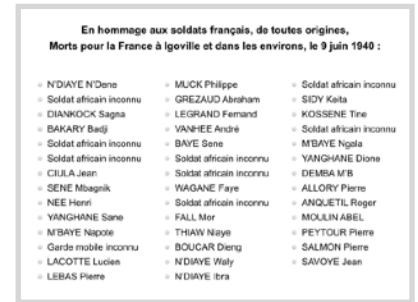 En hommage aux soldats français, de toutes origines,
Morts pour la France à Igoville et dans les environs, le 9 juin 1940 :
N'DIAYE N'Dene
Soldat africain inconnu
DIANKOCK Sagna
BAKARY Badji
Soldat africain inconnu
Soldat africain inconnu
CIULA Jean
SENE Mbagnik
NEE Henri
YANGHANE Sane
M'BAYE Napote
Garde mobile inconnu
LACOTTE Lucien
LEBAS Pierre
MUCK Philippe
GREZAUD Abraham
LEGRAND Fernand
VANHEE André
BAYE Sene
Soldat africain inconnu
Soldat africain inconnu
WAGANE Faye
Soldat africain inconnu
FALL Mor
THIAW Niaye
BOUCAR Dieng
N'DIAYE Waly
N'DIAYE Ibra
Soldat africain inconnu
SIDY Keita
KOSSENE Tine
Soldat africain inconnu
M'BAYE Ngala
YANGHANE Dione
DEMBA M'B
ALLORY Pierre
ANQUETIL Roger
MOULIN ABEL
PEYTOUR Pierre
SALMON Pierre
SAVOYE Jean